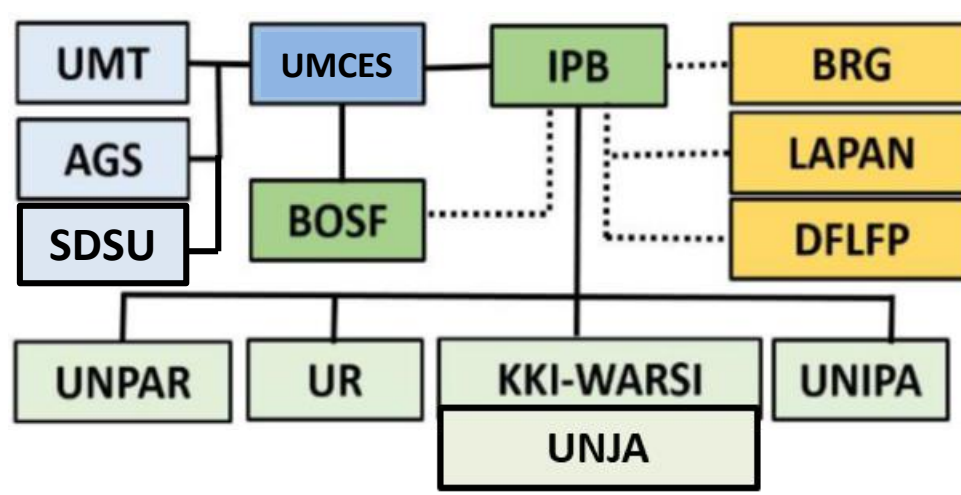 UMT
UMCES
IPB
BRG
AGS
LAPAN
SDSU
BOSF
DFLFP
UNPAR
UR
KKI-WARSI
UNIPA
UNJA